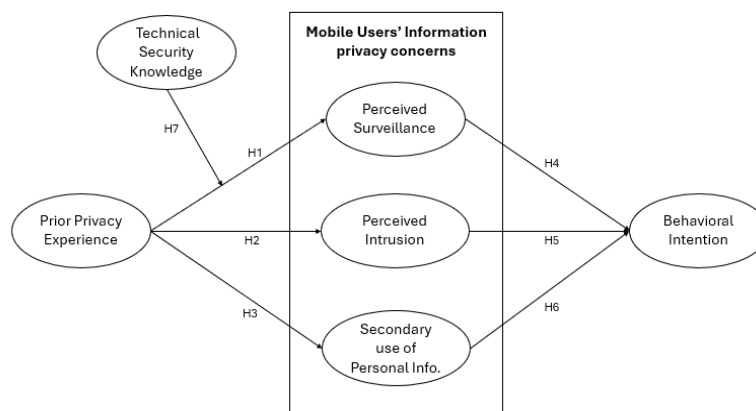 Technical
Security
Knowledge
Mobile Users' Information
privacy concerns
Perceived
Surveillance
H7
H1
H4
Prior Privacy
Experience
H2
Perceived
Intrusion
H5
Behavioral
Intention
H3
H6
Secondary
use of
Personal Info.